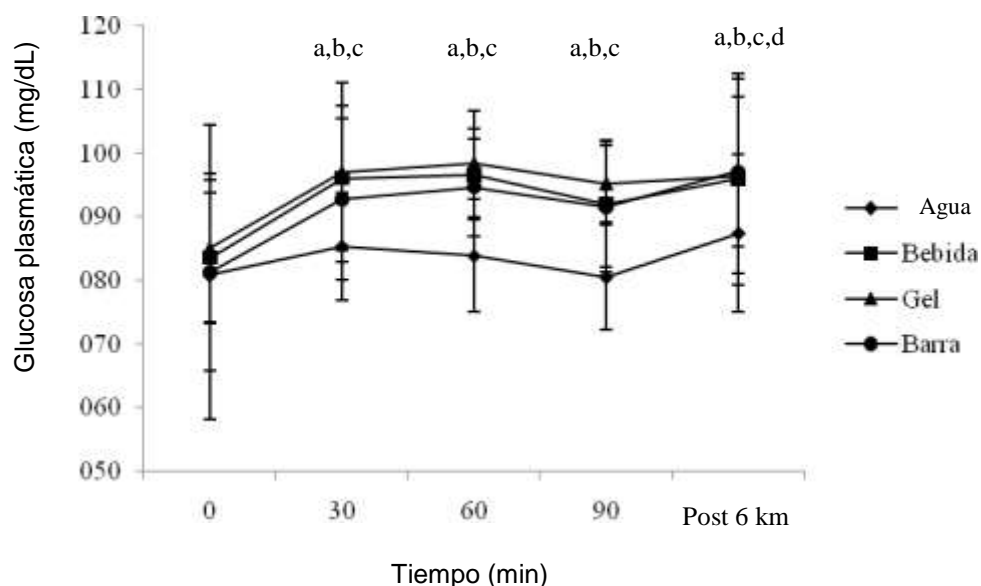 Glucosa plasmática (mg/dL)
120
110
100
090
080
070
060
050
a,b,c
a,b,c
a,b,c
a,b,c,d
0
30
60
90
Post 6 km
Tiempo (min)
Agua
Bebida
Gel
Barra